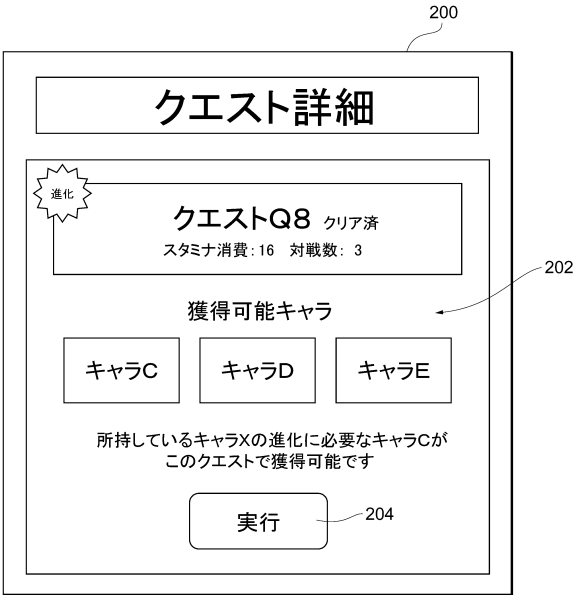 200
クエスト詳細
進化
クエストQ8 クリア済
スタミナ消費:16 対戦数: 3
202
獲得可能キャラ
キャラC キャラD キャラE
所持しているキャラXの進化に必要なキャラCが
このクエストで獲得可能です
実行
204